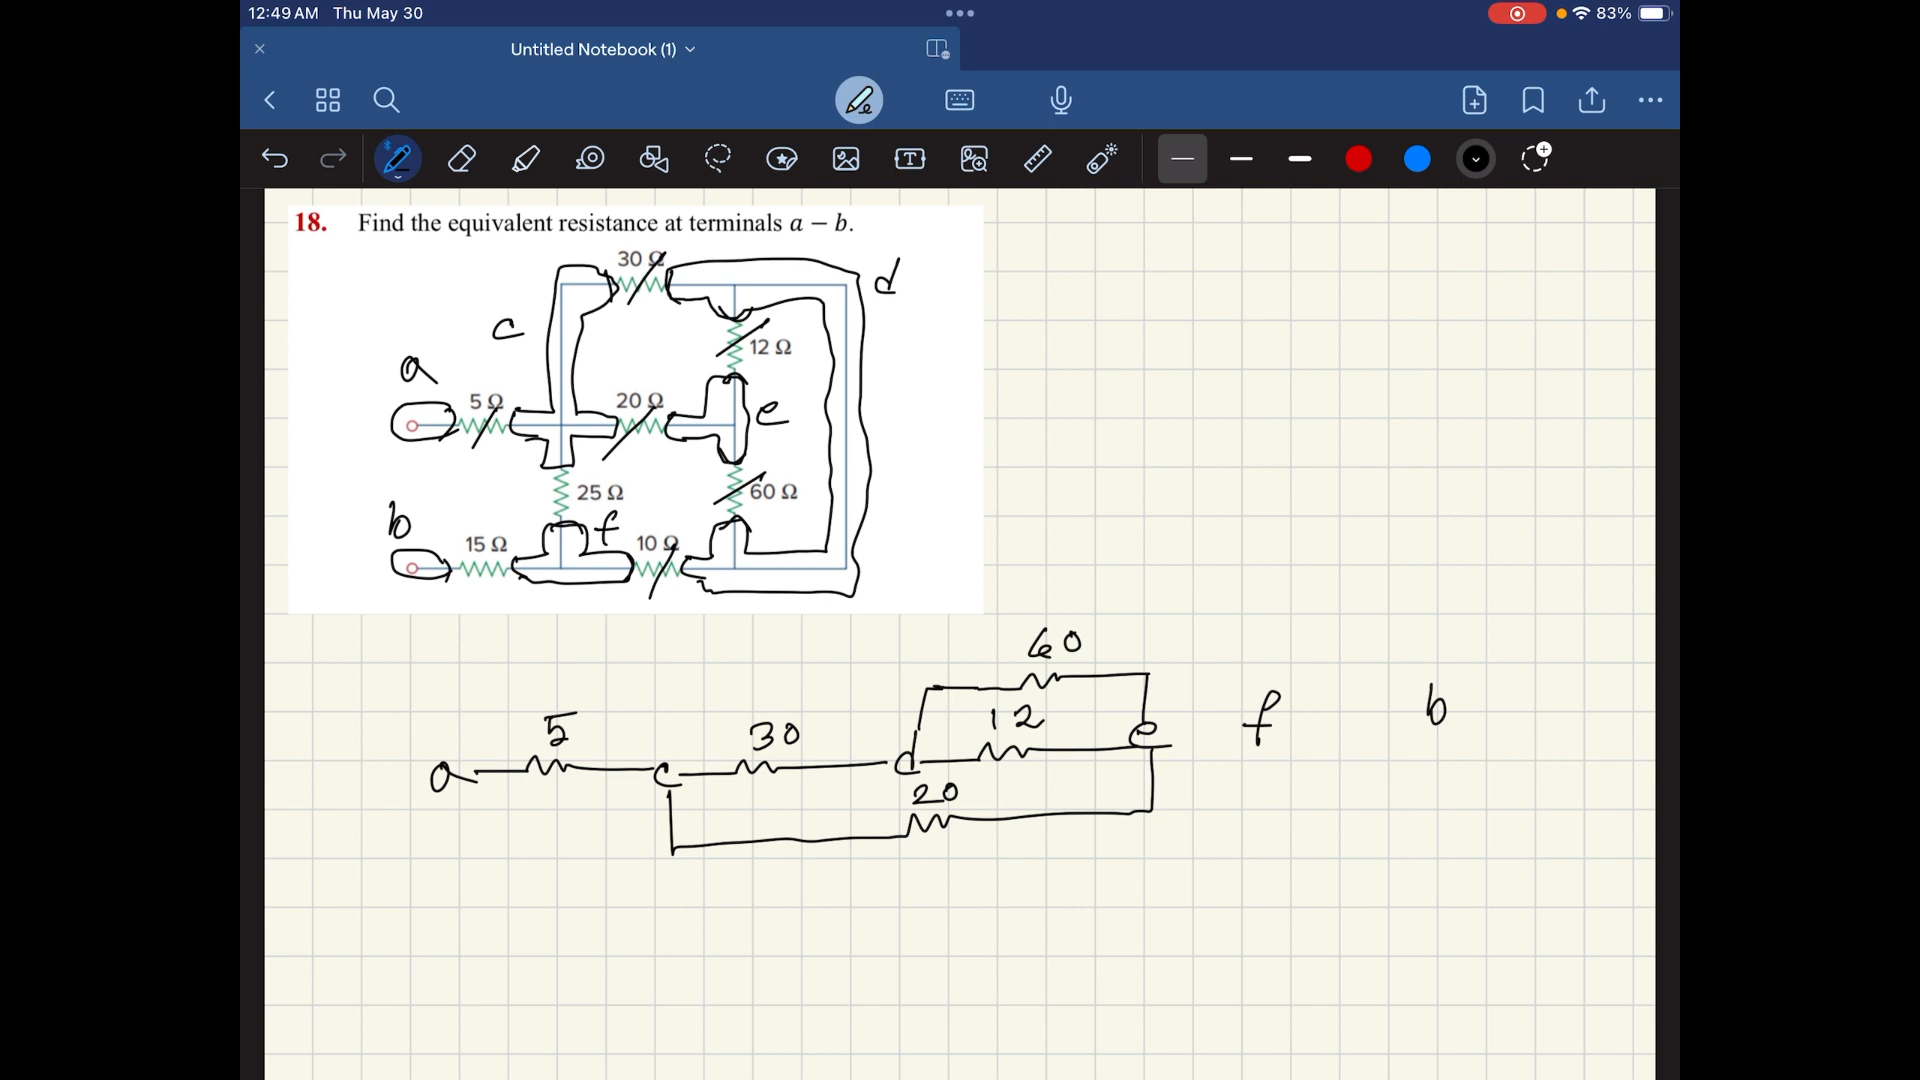 12:49 AM Thu May 30
83%
Untitled Notebook (1)
18. Find the equivalent resistance at terminals a – b.
30 Ω
d
c
12 Ω
a
5 Ω
20 Ω
e
25 Ω
60 Ω
b
f
15 Ω
10 Ω
60
5
30
12
e
f
b
a
c
d
20